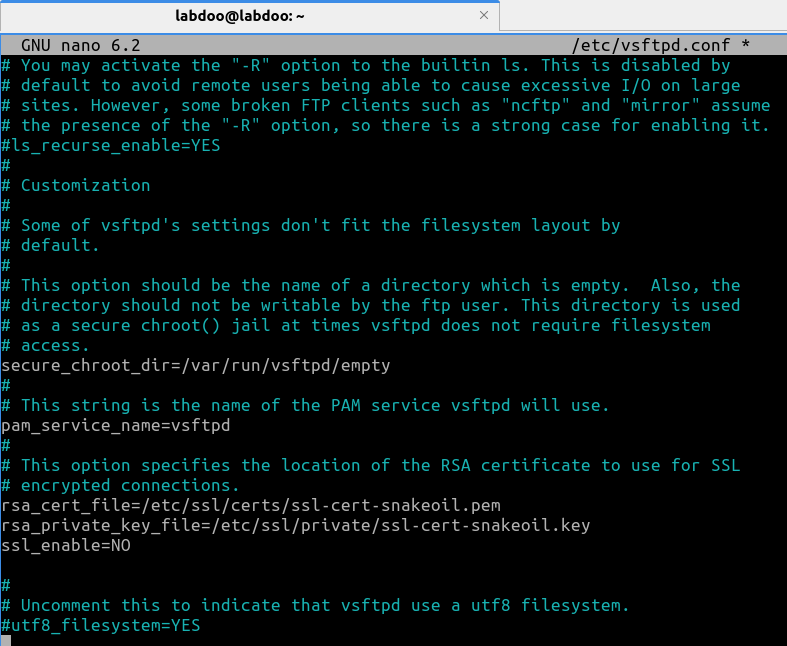 labdoo@labdoo: ~
GNU nano 6.2 /etc/vsftpd.conf *
# You may activate the "-R" option to the builtin ls. This is disabled by
# default to avoid remote users being able to cause excessive I/O on large
# sites. However, some broken FTP clients such as "ncftp" and "mirror" assume
# the presence of the "-R" option, so there is a strong case for enabling it.
#ls_recurse_enable=YES
#
# Customization
#
# Some of vsftpd's settings don't fit the filesystem layout by
# default.
#
# This option should be the name of a directory which is empty.  Also, the
# directory should not be writable by the ftp user. This directory is used
# as a secure chroot() jail at times vsftpd does not require filesystem
# access.
secure_chroot_dir=/var/run/vsftpd/empty
#
# This string is the name of the PAM service vsftpd will use.
pam_service_name=vsftpd
#
# This option specifies the location of the RSA certificate to use for SSL
# encrypted connections.
rsa_cert_file=/etc/ssl/certs/ssl-cert-snakeoil.pem
rsa_private_key_file=/etc/ssl/private/ssl-cert-snakeoil.key
ssl_enable=NO
#
# Uncomment this to indicate that vsftpd use a utf8 filesystem.
#utf8_filesystem=YES